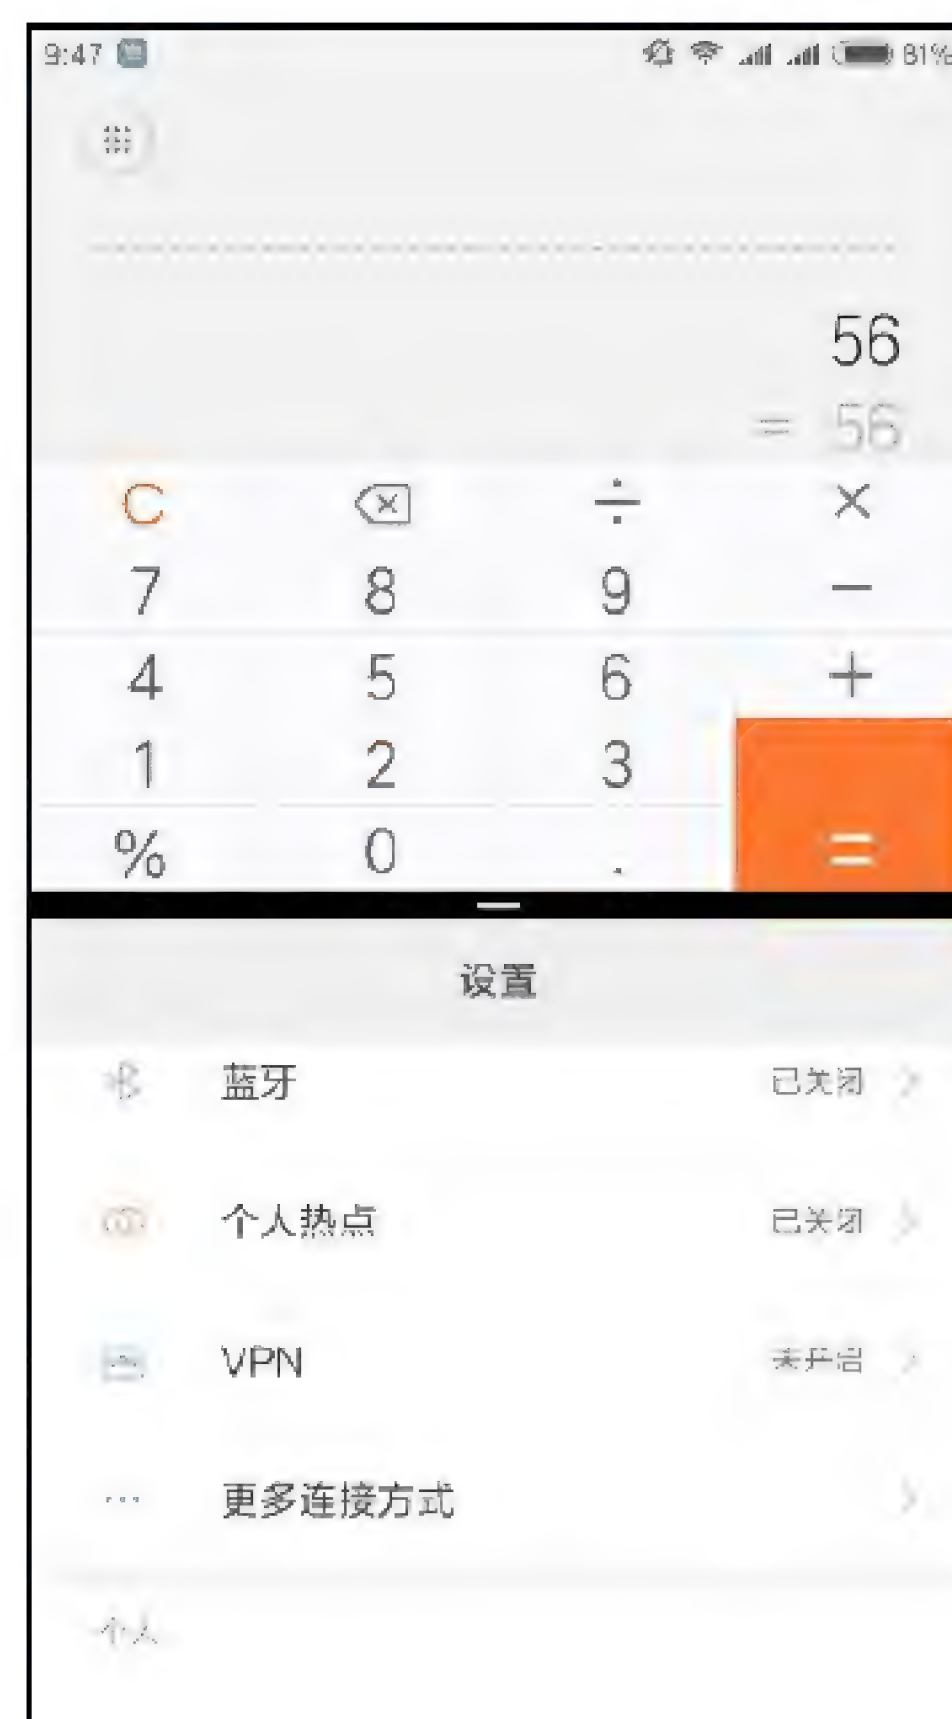 9:47 81%
56
= 56
C ÷ ×
7 8 9 −
4 5 6 +
1 2 3
% 0 . =
设置
蓝牙 已关闭
个人热点 已关闭
VPN 未开启
更多连接方式
个人